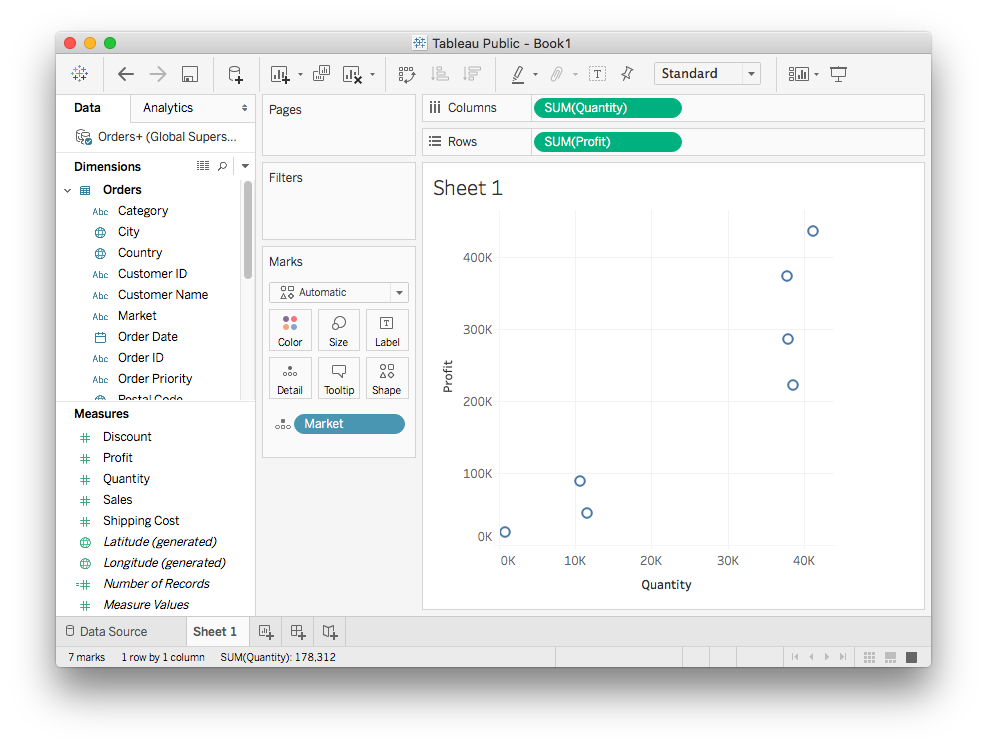 Tableau Public - Book1
Standard
Data Analytics
Orders+ (Global Supers...
Dimensions
Orders
Abc Category
City
Country
Abc Customer ID
Abc Customer Name
Abc Market
Order Date
Abc Order ID
Abc Order Priority
Postal Code
Measures
# Discount
# Profit
# Quantity
# Sales
# Shipping Cost
Latitude (generated)
Longitude (generated)
=# Number of Records
# Measure Values
Pages
Filters
Marks
Automatic
Color Size Label
Detail Tooltip Shape
Market
Columns SUM(Quantity)
Rows SUM(Profit)
Sheet 1
400K
300K
200K
100K
0K
Profit
0K 10K 20K 30K 40K
Quantity
Data Source Sheet 1
7 marks 1 row by 1 column SUM(Quantity): 178,312